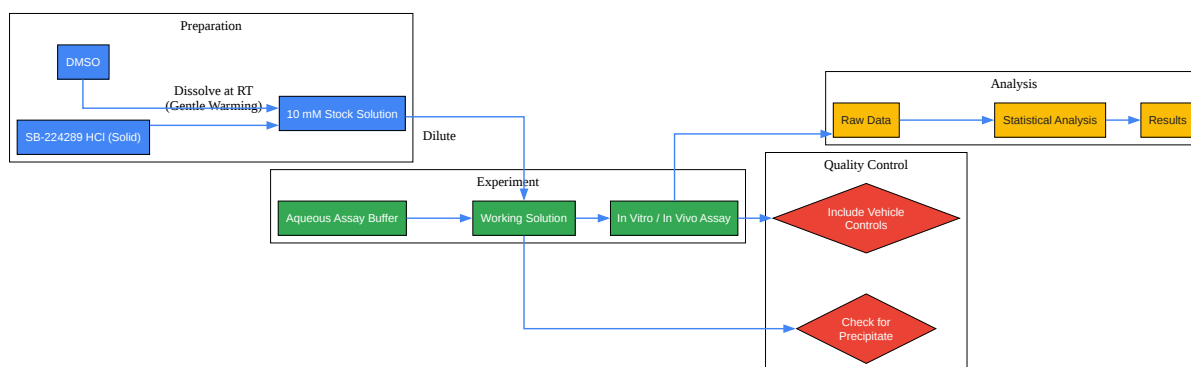 Preparation
DMSO
Dissolve at RT
(Gentle Warming)
10 mM Stock Solution
SB-224289 HCl (Solid)
Dilute
Experiment
Aqueous Assay Buffer
Working Solution
In Vitro / In Vivo Assay
Analysis
Raw Data
Statistical Analysis
Results
Quality Control
Include Vehicle
Controls
Check for
Precipitate